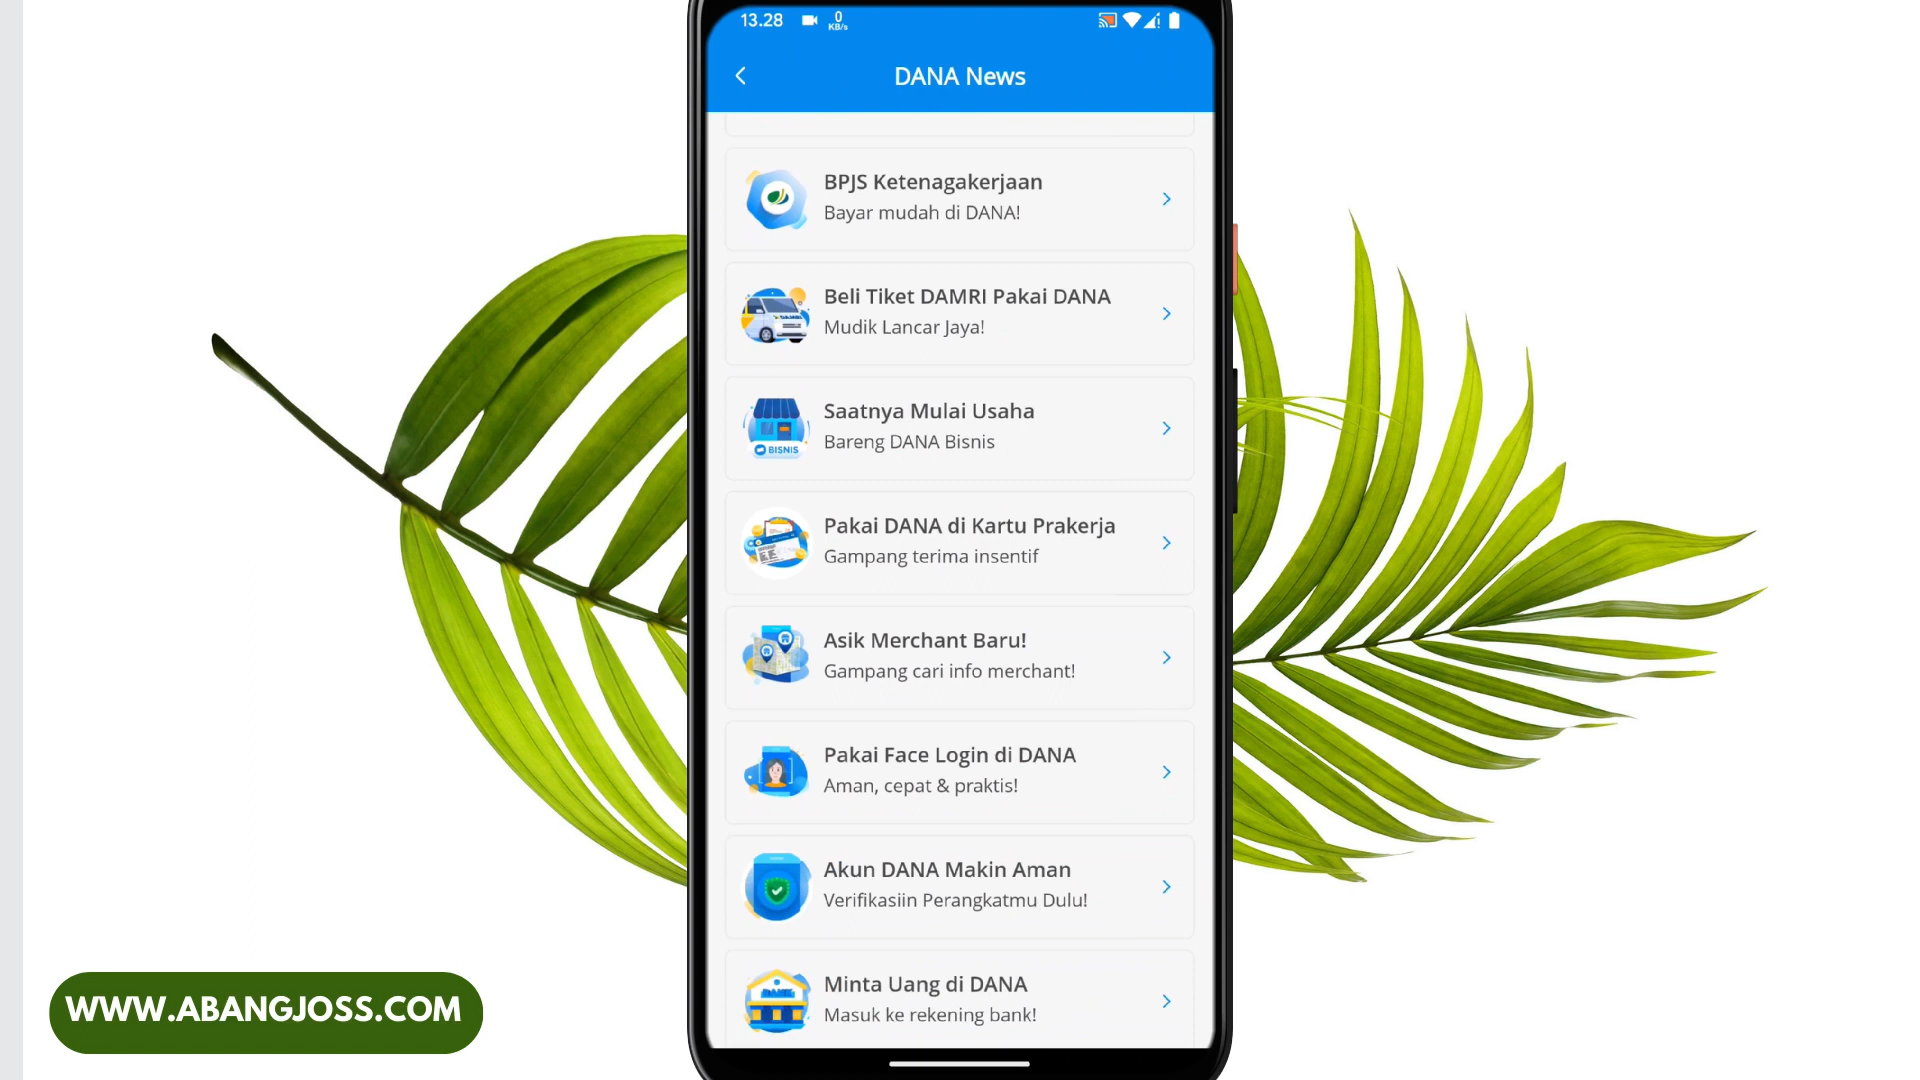 13.28
0
KB/s
DANA News
BPJS Ketenagakerjaan
Bayar mudah di DANA!
Beli Tiket DAMRI Pakai DANA
Mudik Lancar Jaya!
Saatnya Mulai Usaha
Bareng DANA Bisnis
BISNIS
Pakai DANA di Kartu Prakerja
Gampang terima insentif
Asik Merchant Baru!
Gampang cari info merchant!
Pakai Face Login di DANA
Aman, cepat & praktis!
Akun DANA Makin Aman
Verifikasiin Perangkatmu Dulu!
Minta Uang di DANA
Masuk ke rekening bank!
WWW.ABANGJOSS.COM